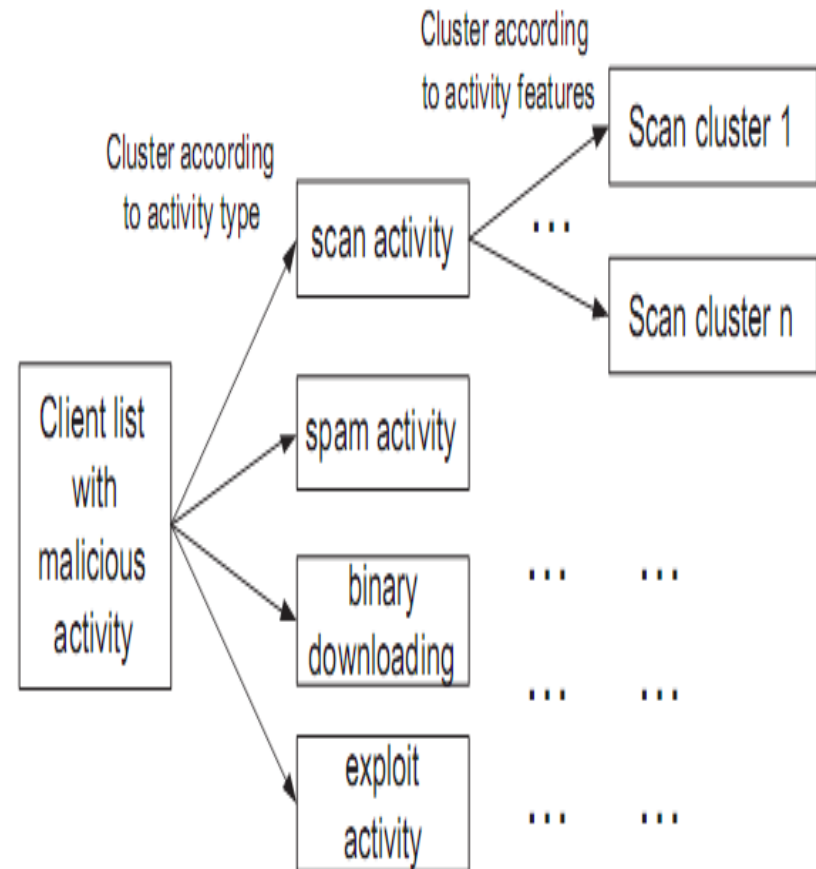 Cluster according
to activity features
Scan cluster 1
Cluster according
to activity type
scan activity
...
Scan cluster n
Client list
with
malicious
activity
spam activity
binary
downloading
... ...
... ...
exploit
activity
... ...